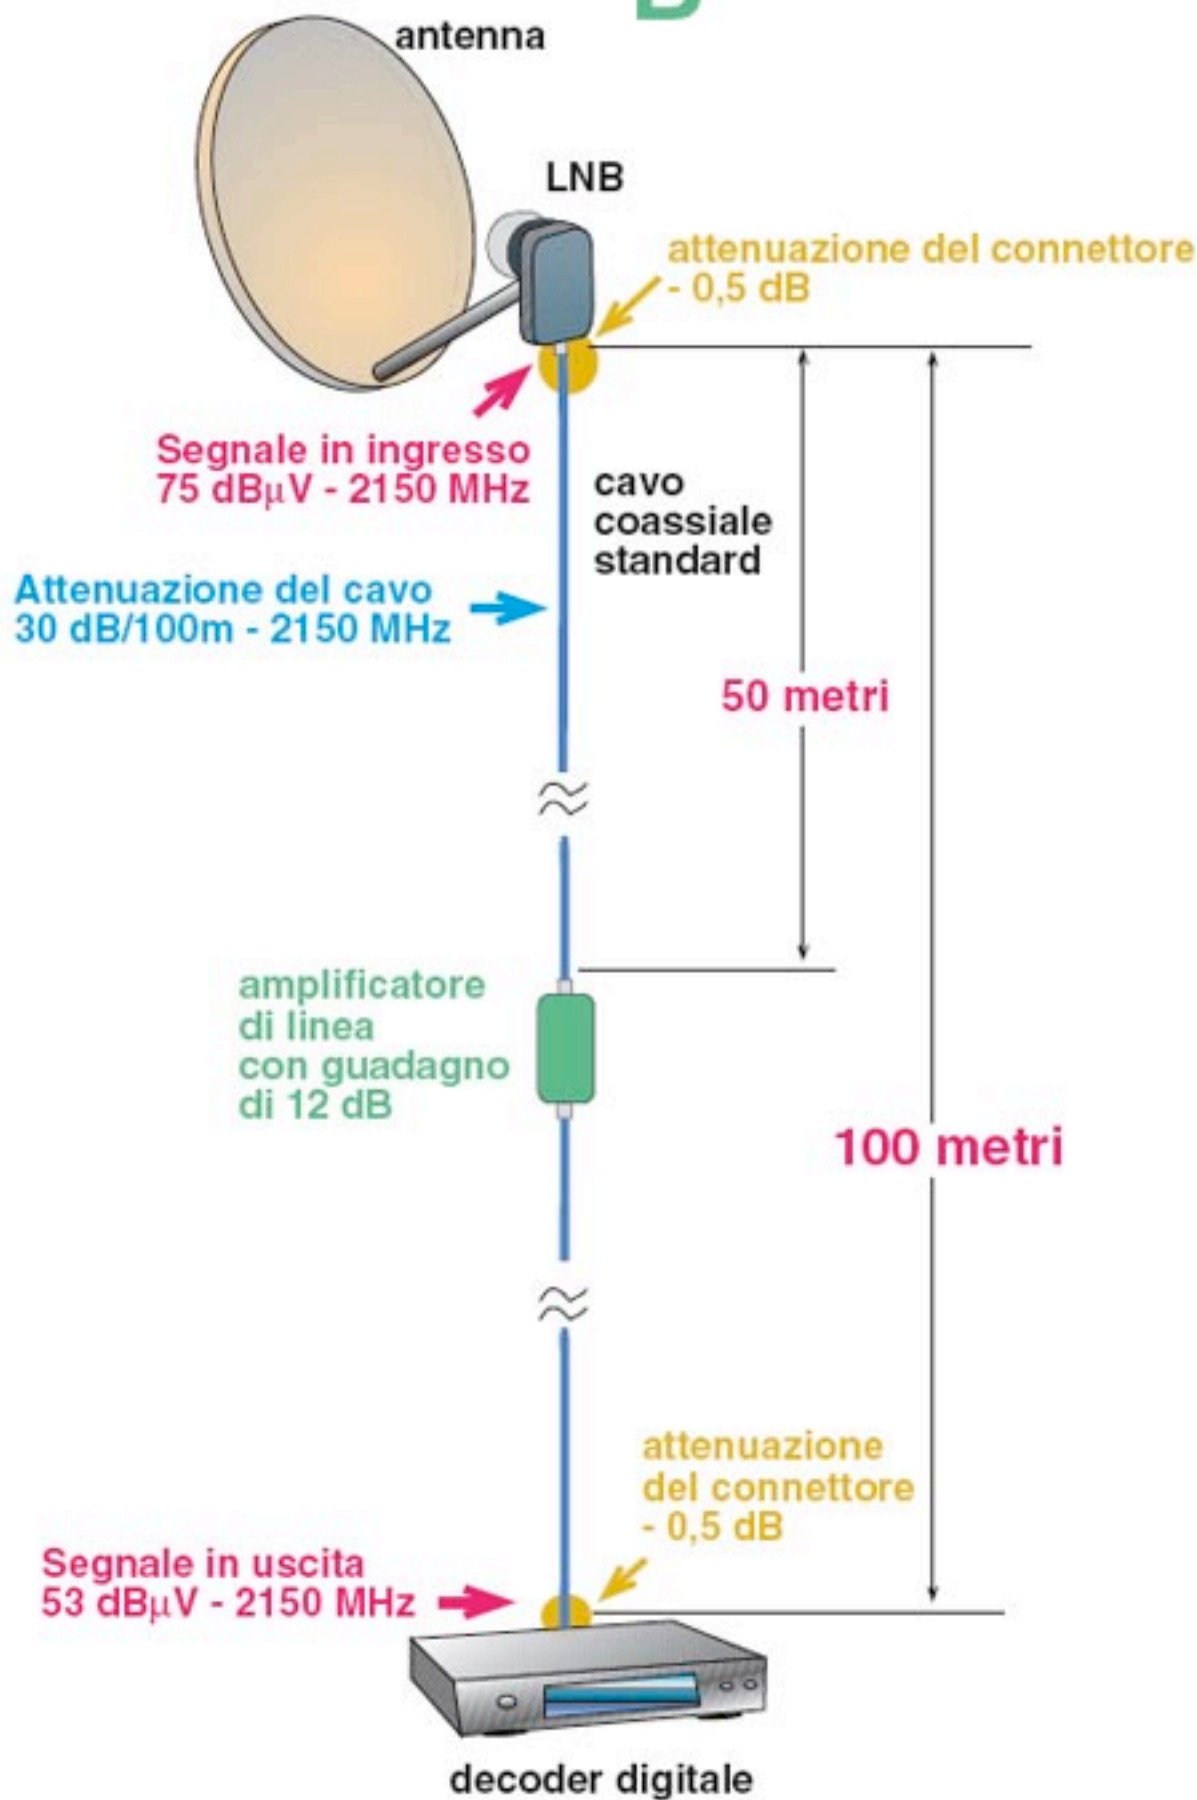 antenna
LNB
attenuazione del connettore
- 0,5 dB
Segnale in ingresso
75 dBµV - 2150 MHz
cavo
coassiale
standard
Attenuazione del cavo
30 dB/100m - 2150 MHz
50 metri
amplificatore
di linea
con guadagno
di 12 dB
100 metri
attenuazione
del connettore
- 0,5 dB
Segnale in uscita
53 dBµV - 2150 MHz
decoder digitale